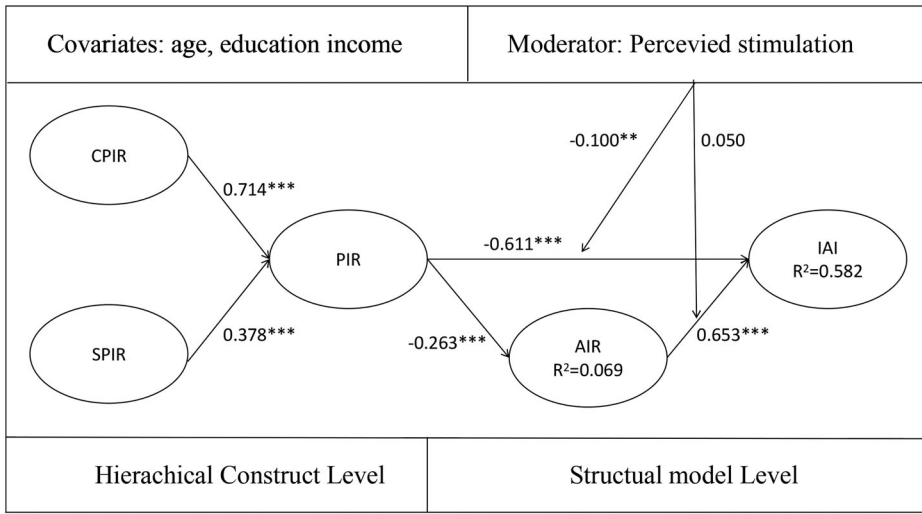 Covariates: age, education income
Moderator: Percevied stimulation
-0.100**
0.050
CPIR
0.714***
-0.611***
PIR
IAI
R²=0.582
0.378***
-0.263***
0.653***
SPIR
AIR
R²=0.069
Hierachical Construct Level
Structual model Level